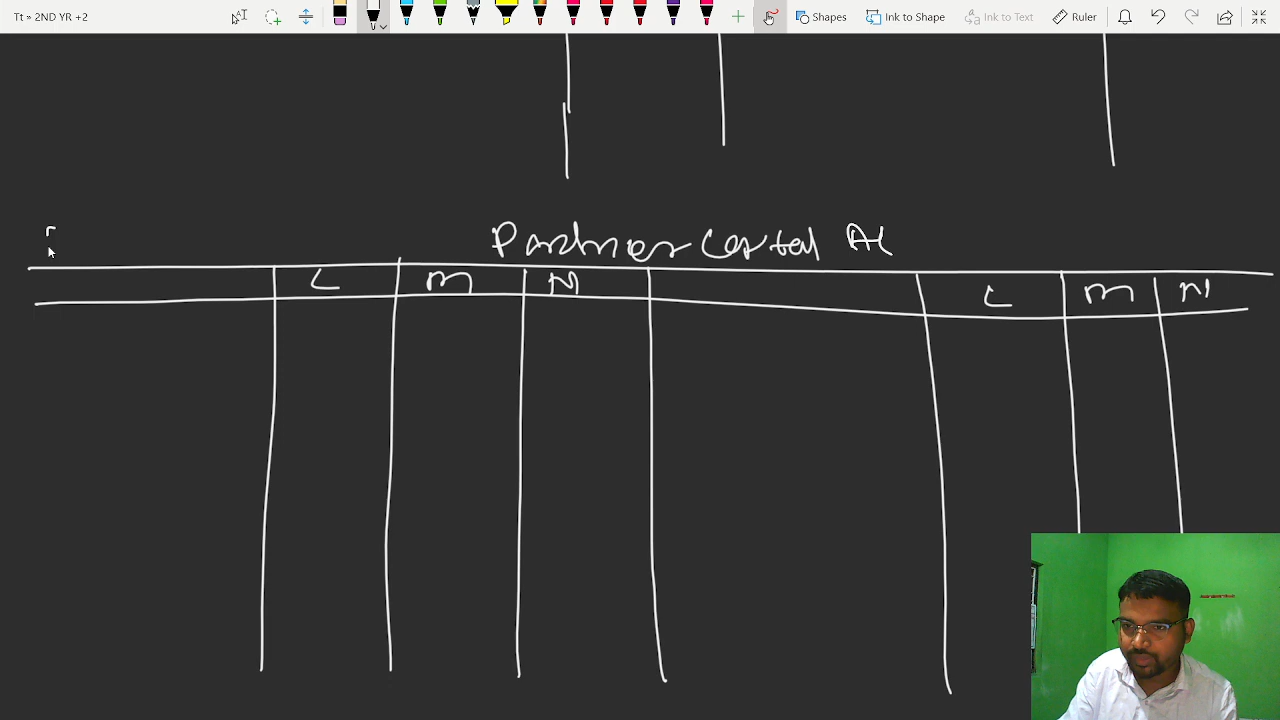 Tt » 2ND YR +2 Shapes Ink to Shape Ink to Text Ruler
Partner Capital A/c
L M N L M N